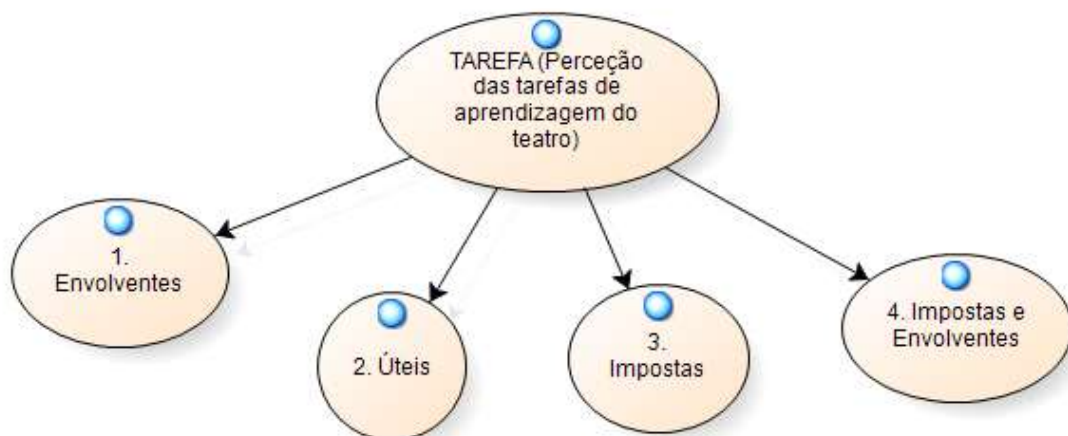 TAREFA (Perceção
das tarefas de
aprendizagem do
teatro)
1.
Envolventes
2. Úteis
3.
Impostas
4. Impostas e
Envolventes